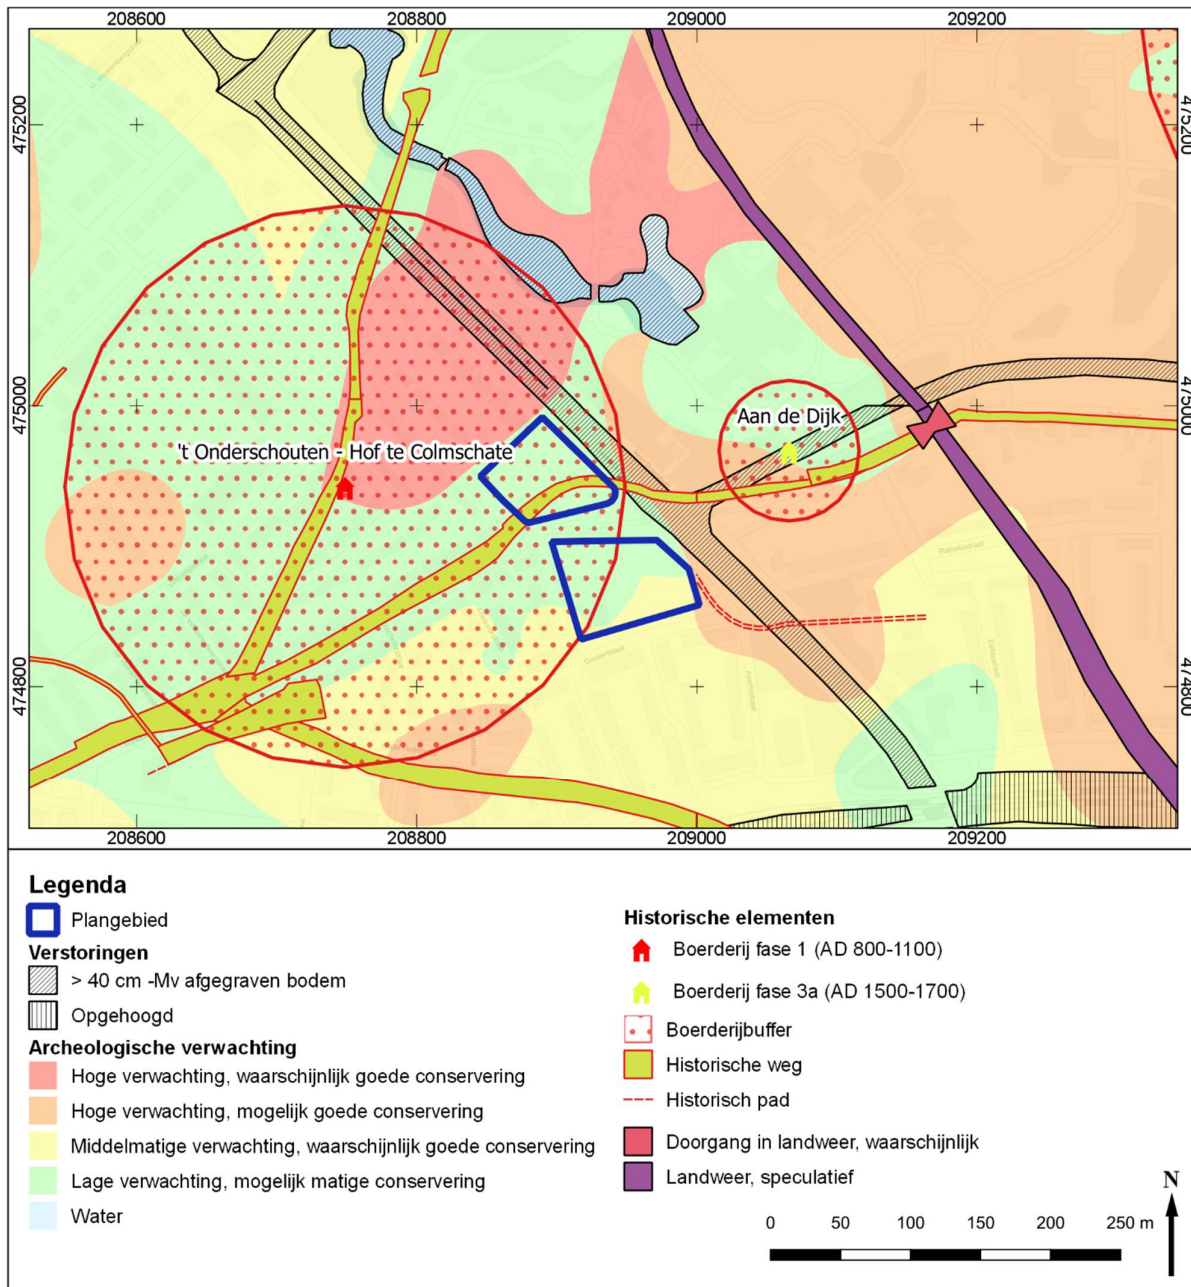 208600 208800 209000 209200
475200 475200
475000 475000
474800 474800
Aan de Dijk
't Onderschouten - Hof te Colmschate
208600 208800 209000 209200
Legenda
Plangebied
Verstoringen
> 40 cm -Mv afgegraven bodem
Opgehoogd
Archeologische verwachting
Hoge verwachting, waarschijnlijk goede conservering
Hoge verwachting, mogelijk goede conservering
Middelmatige verwachting, waarschijnlijk goede conservering
Lage verwachting, mogelijk matige conservering
Water
Historische elementen
Boerderij fase 1 (AD 800-1100)
Boerderij fase 3a (AD 1500-1700)
Boerderijbuffer
Historische weg
Historisch pad
Doorgang in landweer, waarschijnlijk
Landweer, speculatief
N
0 50 100 150 200 250 m